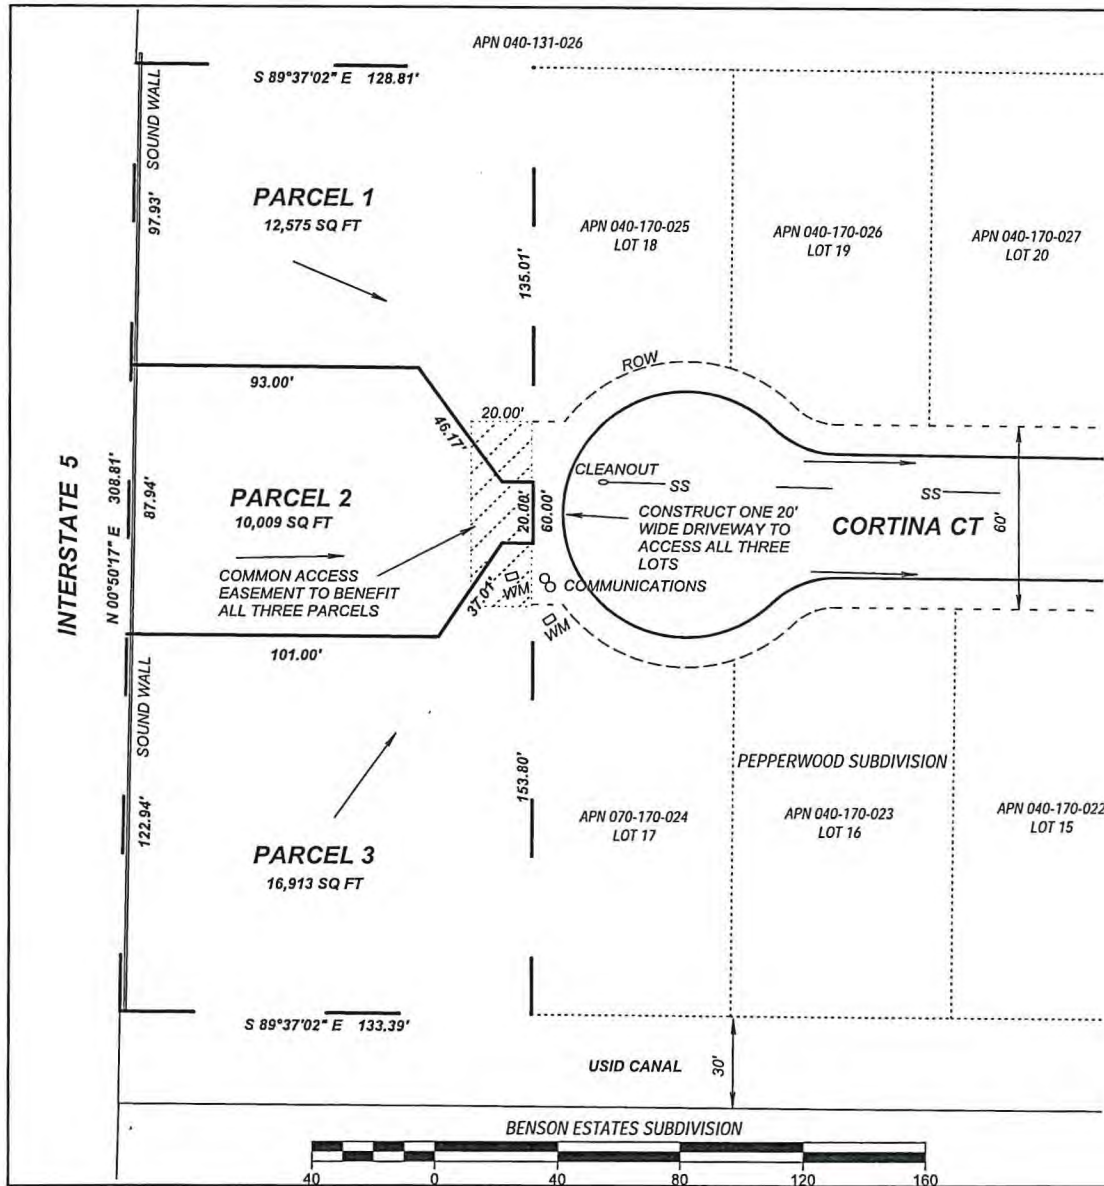 APN 040-131-026
S 89°37'02" E 128.81'
SOUND WALL
97.93'
PARCEL 1
12,575 SQ FT
135.01'
APN 040-170-025
LOT 18
APN 040-170-026
LOT 19
APN 040-170-027
LOT 20
ROW
93.00'
46.17'
20.00'
INTERSTATE 5
N 00°50'17" E 308.81'
87.94'
PARCEL 2
10,009 SQ FT
COMMON ACCESS
EASEMENT TO BENEFIT
ALL THREE PARCELS
20.00'
60.00'
CLEANOUT
SS
SS
CONSTRUCT ONE 20'
WIDE DRIVEWAY TO
ACCESS ALL THREE
LOTS
CORTINA CT
60'
37.01'
WM
COMMUNICATIONS
WM
101.00'
SOUND WALL
122.94'
PARCEL 3
16,913 SQ FT
153.80'
PEPPERWOOD SUBDIVISION
APN 070-170-024
LOT 17
APN 040-170-023
LOT 16
APN 040-170-022
LOT 15
S 89°37'02" E 133.39'
USID CANAL
30'
BENSON ESTATES SUBDIVISION
40 0 40 80 120 160